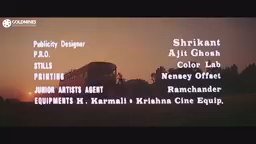 GOLDMINES
Publicity Designer Shrikant
P.R.O. Ajit Ghosh
STILLS Color Lab
PRINTING Nensey Offset
JUNIOR ARTISTS AGENT Ramchander
EQUIPMENTS H. Karmali & Krishna Cine Equip.